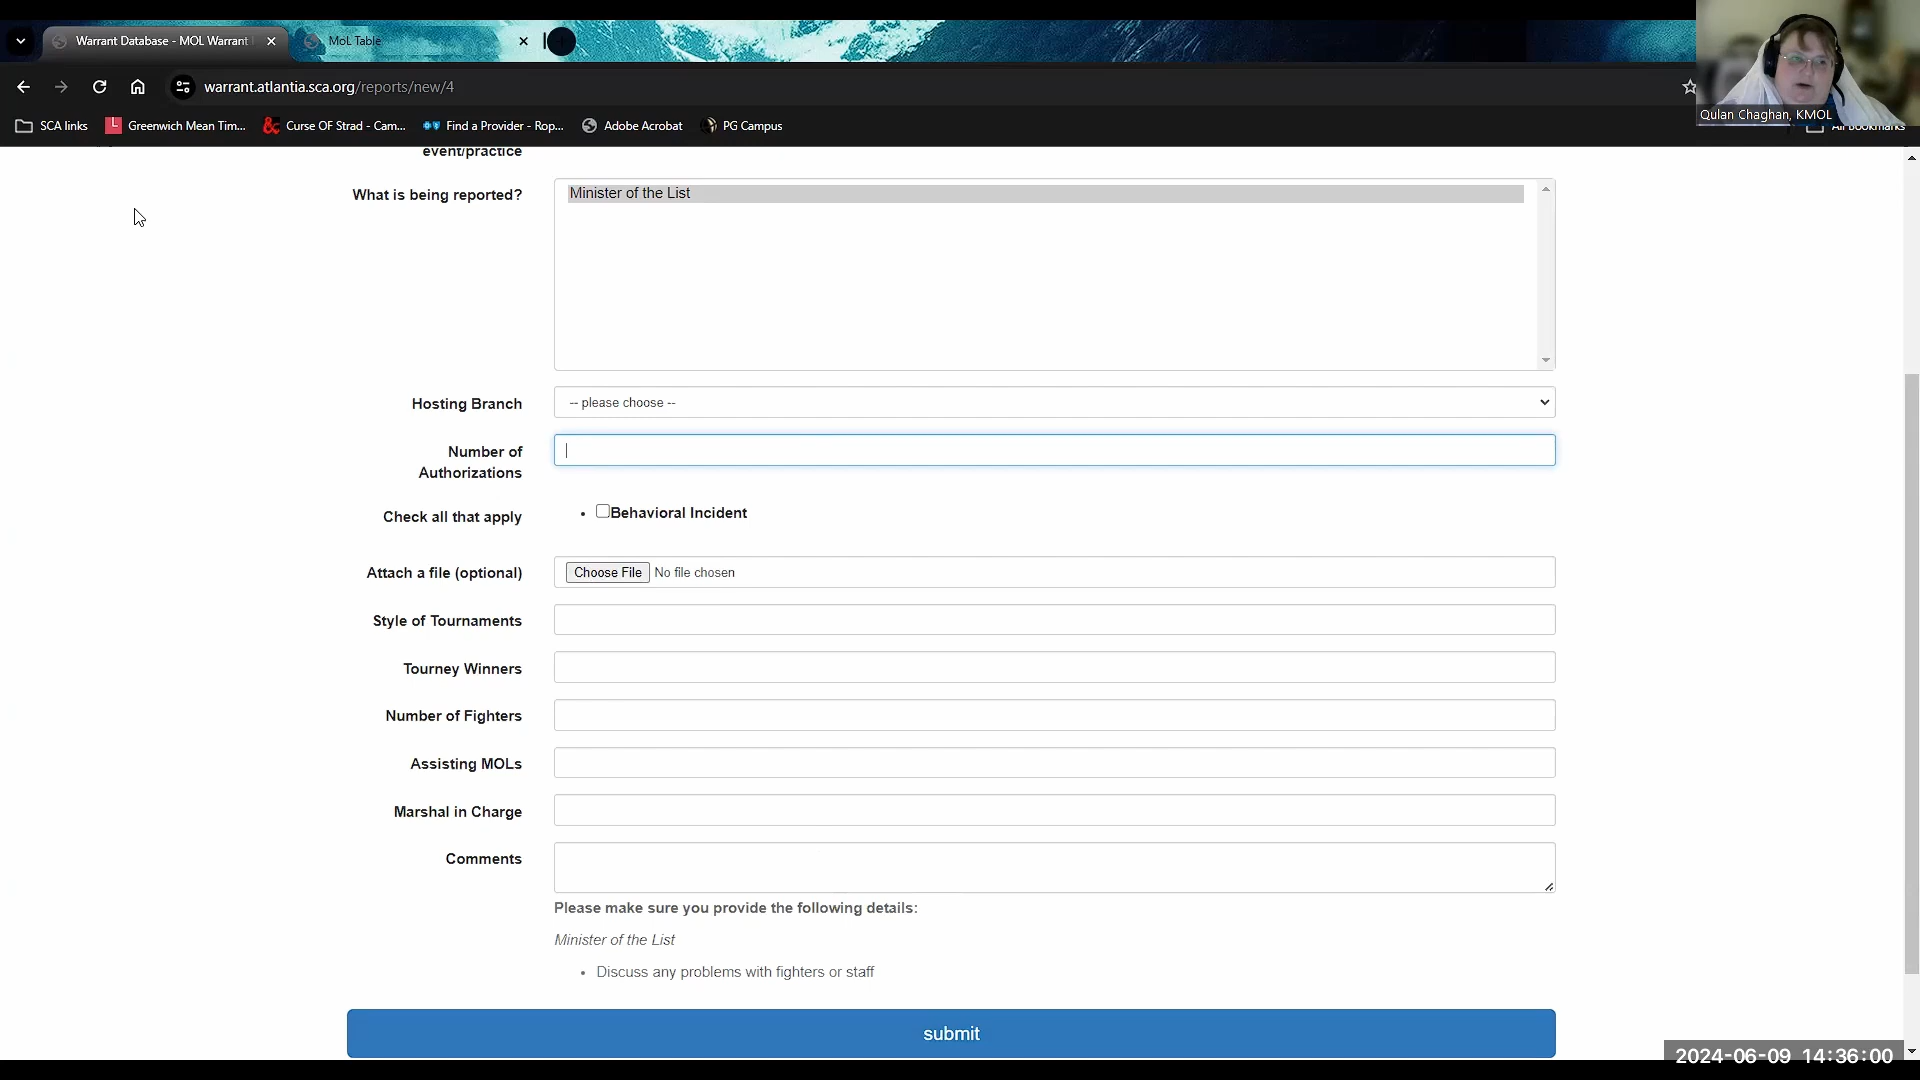 Warrant Database - MOL Warrant
MoL Table
warrant.atlantia.sca.org/reports/new/4
SCA links
Greenwich Mean Tim...
Curse OF Strad - Cam...
Find a Provider - Rop...
Adobe Acrobat
PG Campus
All Bookmarks
Qulan Chaghan, KMOL
event/practice
What is being reported?
Minister of the List
Hosting Branch
-- please choose --
Number of
Authorizations
Check all that apply
• Behavioral Incident
Attach a file (optional)
Choose File No file chosen
Style of Tournaments
Tourney Winners
Number of Fighters
Assisting MOLs
Marshal in Charge
Comments
Please make sure you provide the following details:
Minister of the List
• Discuss any problems with fighters or staff
submit
2024-06-09 14:36:00